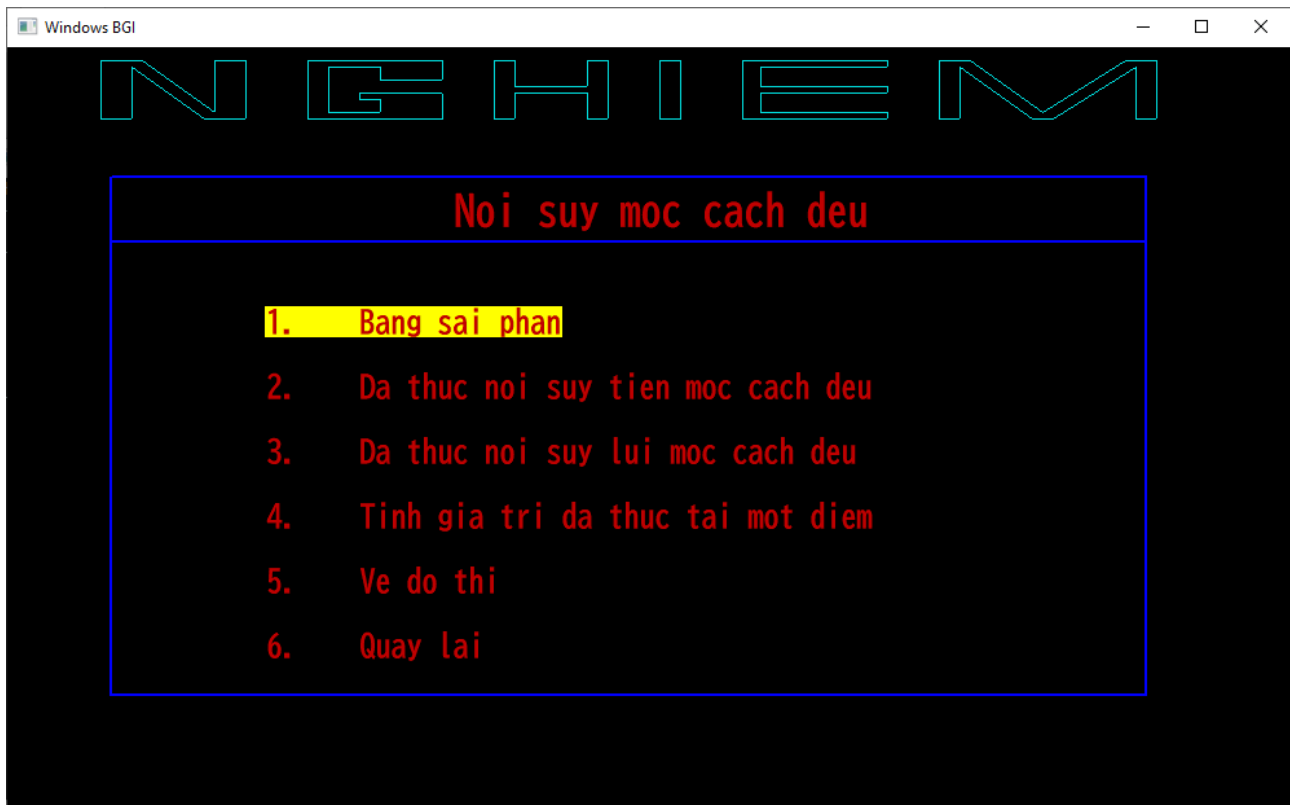 Windows BGI
NGHIEM
Noi suy moc cach deu
1. Bang sai phan
2. Da thuc noi suy tien moc cach deu
3. Da thuc noi suy lui moc cach deu
4. Tinh gia tri da thuc tai mot diem
5. Ve do thi
6. Quay lai